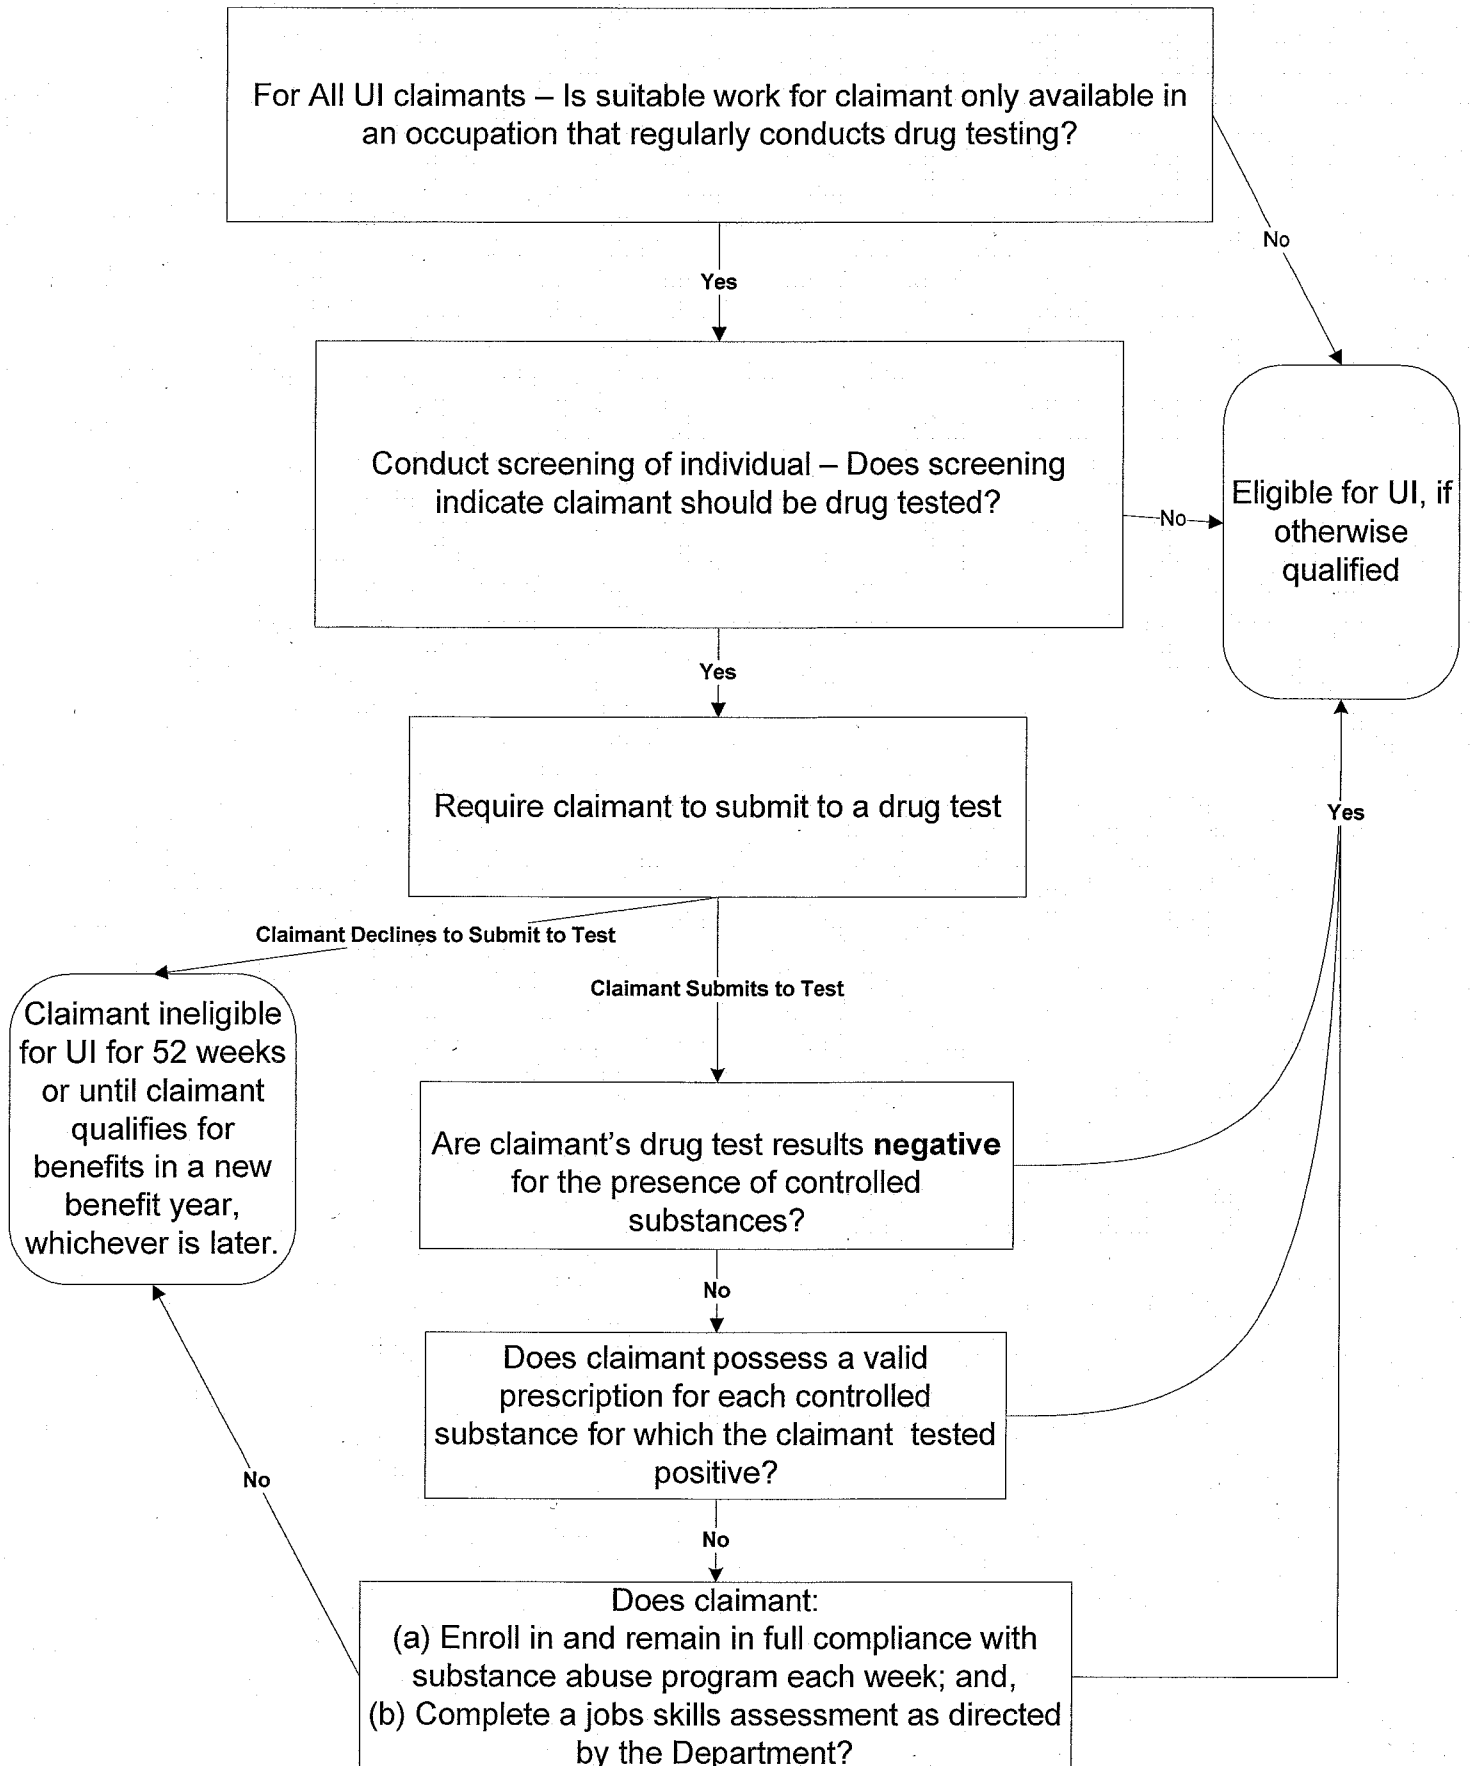 For All UI claimants – Is suitable work for claimant only available in
an occupation that regularly conducts drug testing?
No
Yes
Conduct screening of individual – Does screening
indicate claimant should be drug tested?
No
Eligible for UI, if
otherwise
qualified
Yes
Require claimant to submit to a drug test
Yes
Claimant Declines to Submit to Test
Claimant Submits to Test
Claimant ineligible
for UI for 52 weeks
or until claimant
qualifies for
benefits in a new
benefit year,
whichever is later.
Are claimant's drug test results negative
for the presence of controlled
substances?
No
Does claimant possess a valid
prescription for each controlled
substance for which the claimant tested
positive?
No
No
Does claimant:
(a) Enroll in and remain in full compliance with
substance abuse program each week; and,
(b) Complete a jobs skills assessment as directed
by the Department?